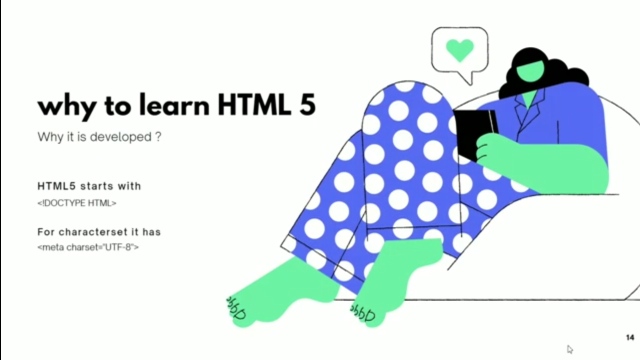 why to learn HTML 5
Why it is developed ?
HTML5 starts with
<!DOCTYPE HTML>
For characterset it has
<meta charset="UTF-8">
14